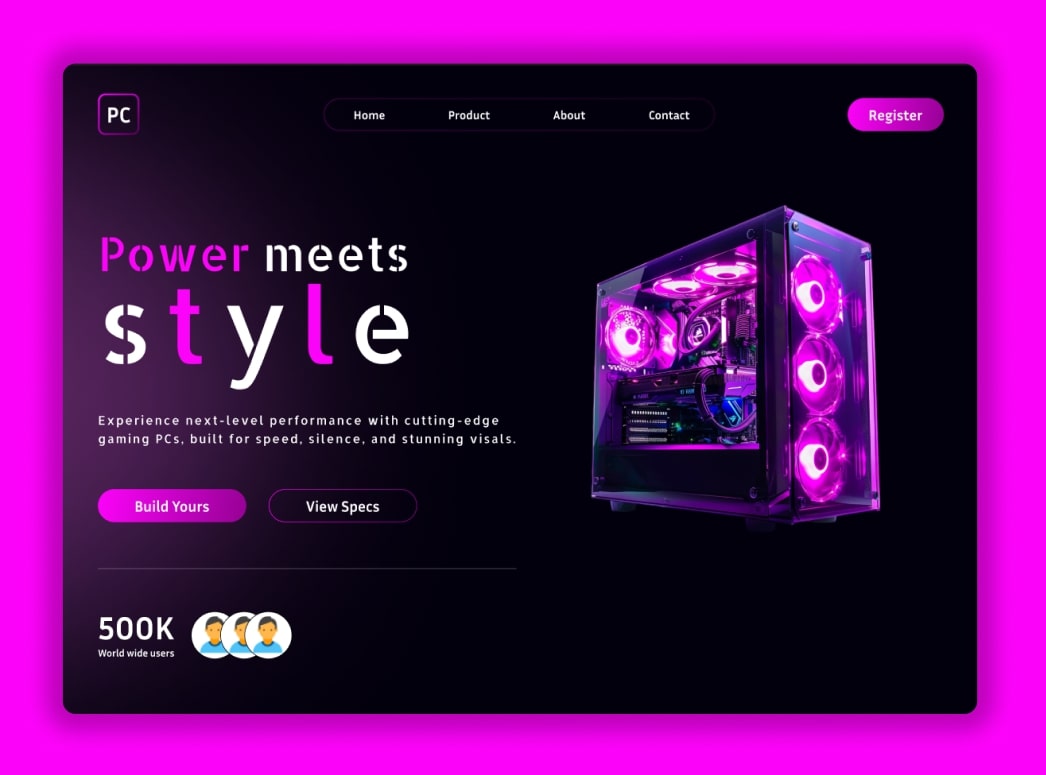 PC
Home Product About Contact
Register
Power meets
style
Experience next-level performance with cutting-edge
gaming PCs, built for speed, silence, and stunning visals.
Build Yours
View Specs
500K
World wide users